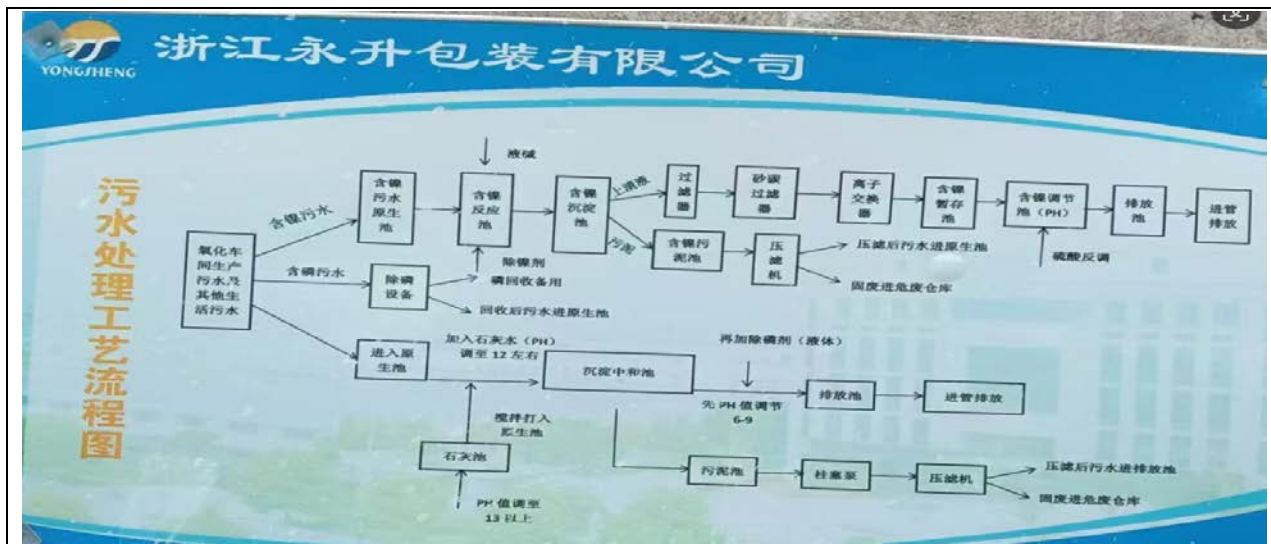 YONGSHENG
浙江永升包装有限公司
污水处理工艺流程图
氧化车
间生产
污水及
其他生
活污水
含镍污水
含镍
污水
原生
池
液碱
含镍
反应
池
除镍剂
含镍
沉淀
池
上清液
过
滤
器
砂碳
过滤
器
离子
交换
器
含镍
暂存
池
含镍调节
池（PH）
硫酸反调
排放
池
进管
排放
污泥
含镍污
泥池
压
滤
机
压滤后污水进原生池
固废进危废仓库
含磷污水
除磷
设备
磷回收备用
回收后污水进原生池
进入原
生池
加入石灰水（PH）
调至 12 左右
搅拌打入
原生池
石灰池
PH 值调至
13 以上
沉淀中和池
再加除磷剂（液体）
先 PH 值调节
6-9
排放池
进管排放
污泥池
柱塞泵
压滤机
压滤后污水进排放池
固废进危废仓库